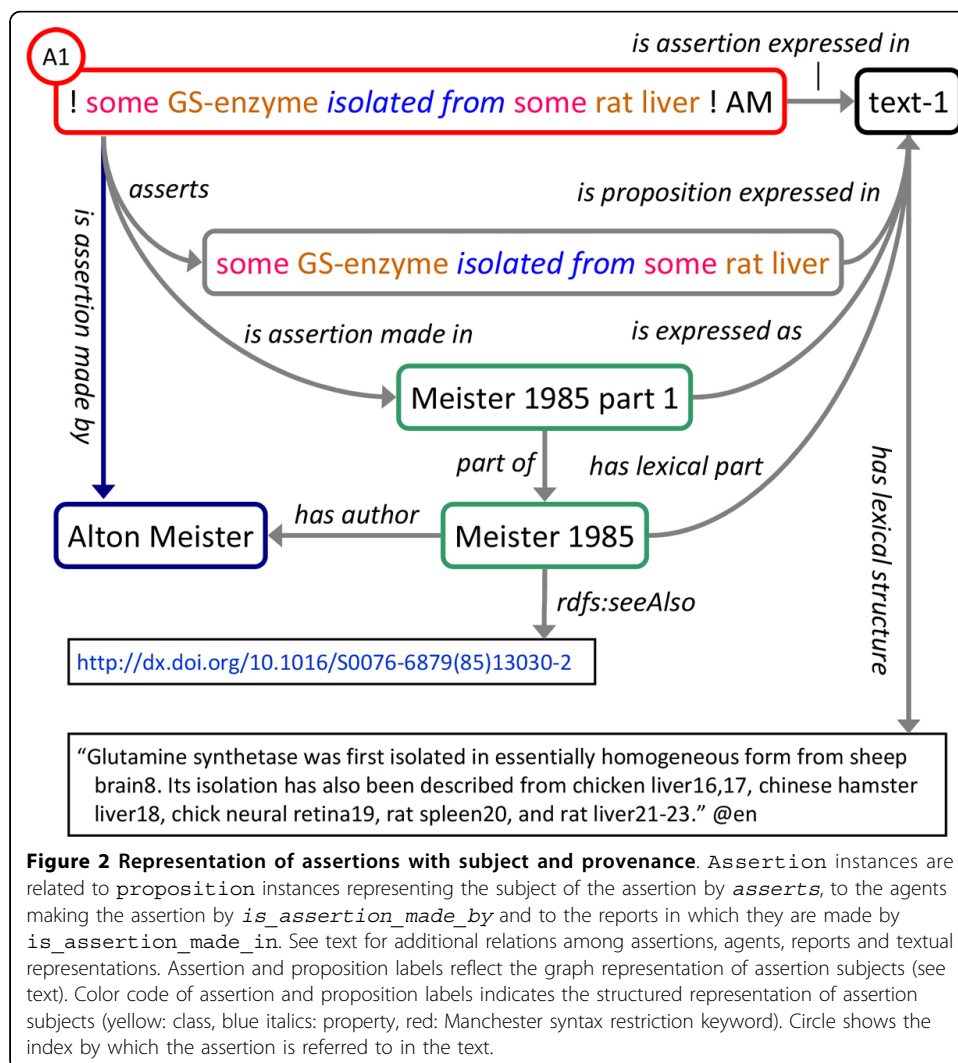 A1
is assertion expressed in
! some GS-enzyme isolated from some rat liver ! AM
text-1
asserts
is proposition expressed in
some GS-enzyme isolated from some rat liver
is assertion made by
is assertion made in
is expressed as
Meister 1985 part 1
part of
has lexical part
has lexical structure
Alton Meister
has author
Meister 1985
rdfs:seeAlso
http://dx.doi.org/10.1016/S0076-6879(85)13030-2
“Glutamine synthetase was first isolated in essentially homogeneous form from sheep
brain8. Its isolation has also been described from chicken liver16,17, chinese hamster
liver18, chick neural retina19, rat spleen20, and rat liver21-23.” @en
Figure 2 Representation of assertions with subject and provenance. Assertion instances are
related to proposition instances representing the subject of the assertion by asserts, to the agents
making the assertion by is_assertion_made_by and to the reports in which they are made by
is_assertion_made_in. See text for additional relations among assertions, agents, reports and textual
representations. Assertion and proposition labels reflect the graph representation of assertion subjects (see
text). Color code of assertion and proposition labels indicates the structured representation of assertion
subjects (yellow: class, blue italics: property, red: Manchester syntax restriction keyword). Circle shows the
index by which the assertion is referred to in the text.